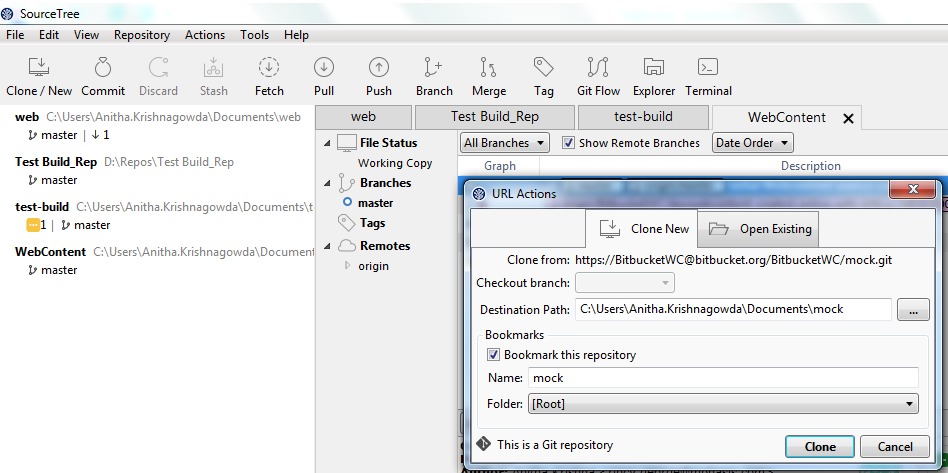 SourceTree
File Edit View Repository Actions Tools Help
Clone / New Commit Discard Stash Fetch Pull Push Branch Merge Tag Git Flow Explorer Terminal
web C:\Users\Anitha.Krishnagowda\Documents\web
master | 1
Test Build_Rep D:\Repos\Test Build_Rep
master
test-build C:\Users\Anitha.Krishnagowda\Documents\t
1 | master
WebContent C:\Users\Anitha.Krishnagowda\Docume
master
web Test Build_Rep test-build WebContent
File Status
Working Copy
Branches
master
Tags
Remotes
origin
All Branches Show Remote Branches Date Order
Graph Description
URL Actions
Clone New Open Existing
Clone from: https://BitbucketWC@bitbucket.org/BitbucketWC/mock.git
Checkout branch:
Destination Path: C:\Users\Anitha.Krishnagowda\Documents\mock ...
Bookmarks
Bookmark this repository
Name: mock
Folder: [Root]
This is a Git repository Clone Cancel